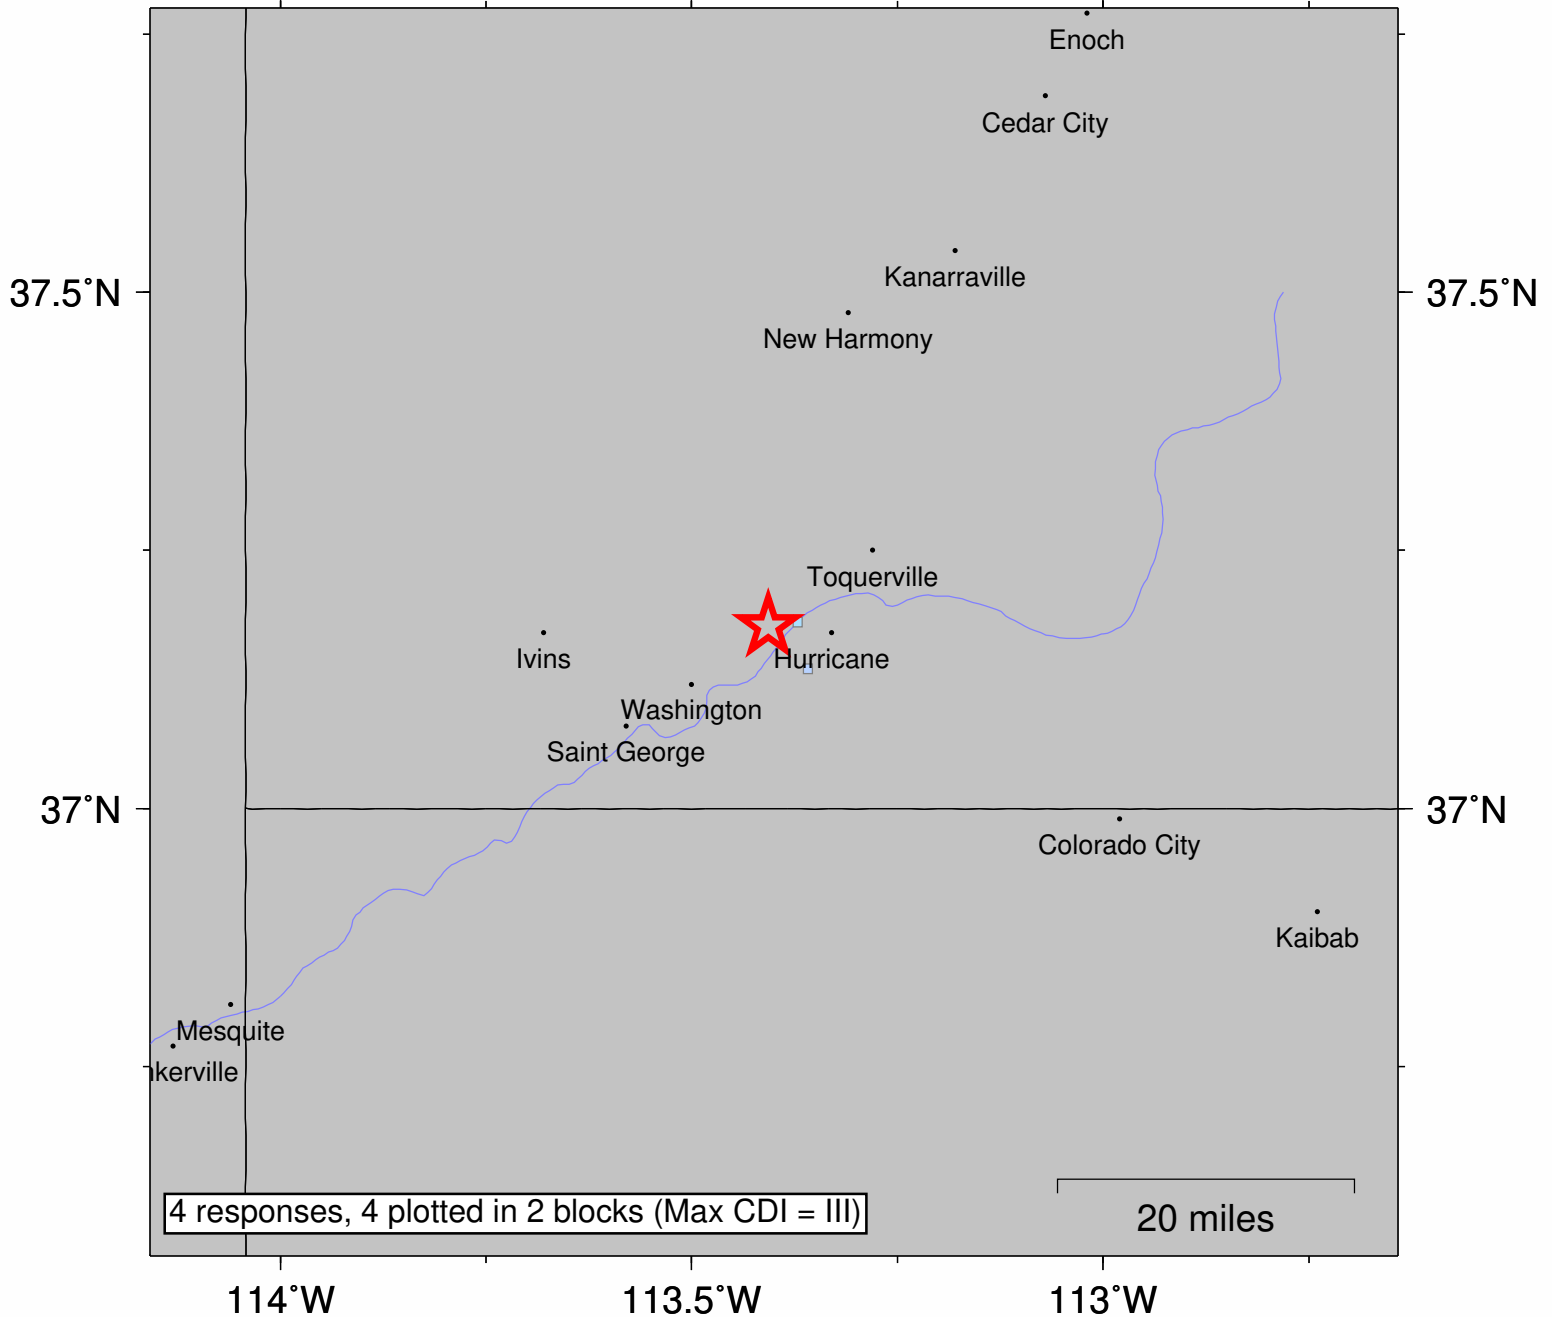 Enoch
Cedar City
Kanarraville
37.5°N
37.5°N
New Harmony
Toquerville
Ivins
Hurricane
Washington
Saint George
37°N
37°N
Colorado City
Kaibab
Mesquite
nkerville
4 responses, 4 plotted in 2 blocks (Max CDI = III)
20 miles
114°W
113.5°W
113°W